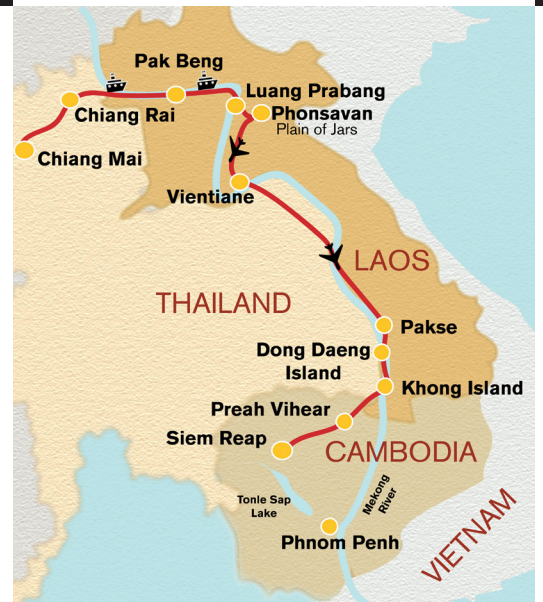 Pak Beng
Luang Prabang
Chiang Rai
Phonsavan
Plain of Jars
Chiang Mai
Vientiane
LAOS
THAILAND
Pakse
Dong Daeng
Island
Khong Island
Preah Vihear
Siem Reap
CAMBODIA
Tonle Sap
Lake
Mekong
River
Phnom Penh
VIETNAM